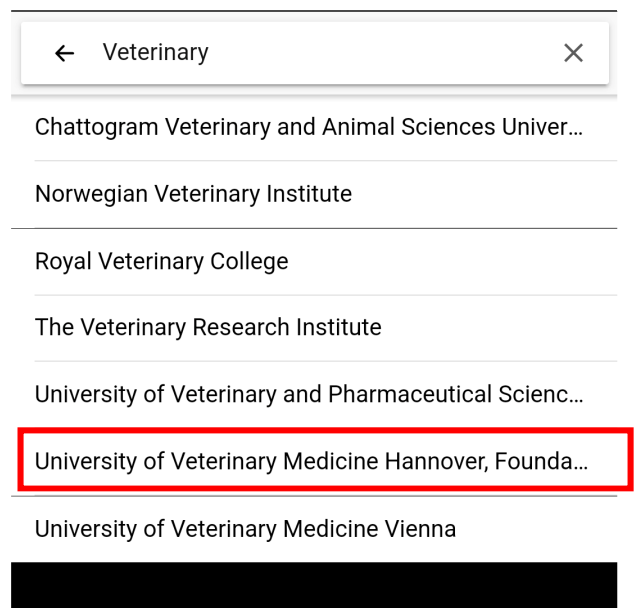 Veterinary
Chattogram Veterinary and Animal Sciences Univer...
Norwegian Veterinary Institute
Royal Veterinary College
The Veterinary Research Institute
University of Veterinary and Pharmaceutical Scienc...
University of Veterinary Medicine Hannover, Founda...
University of Veterinary Medicine Vienna